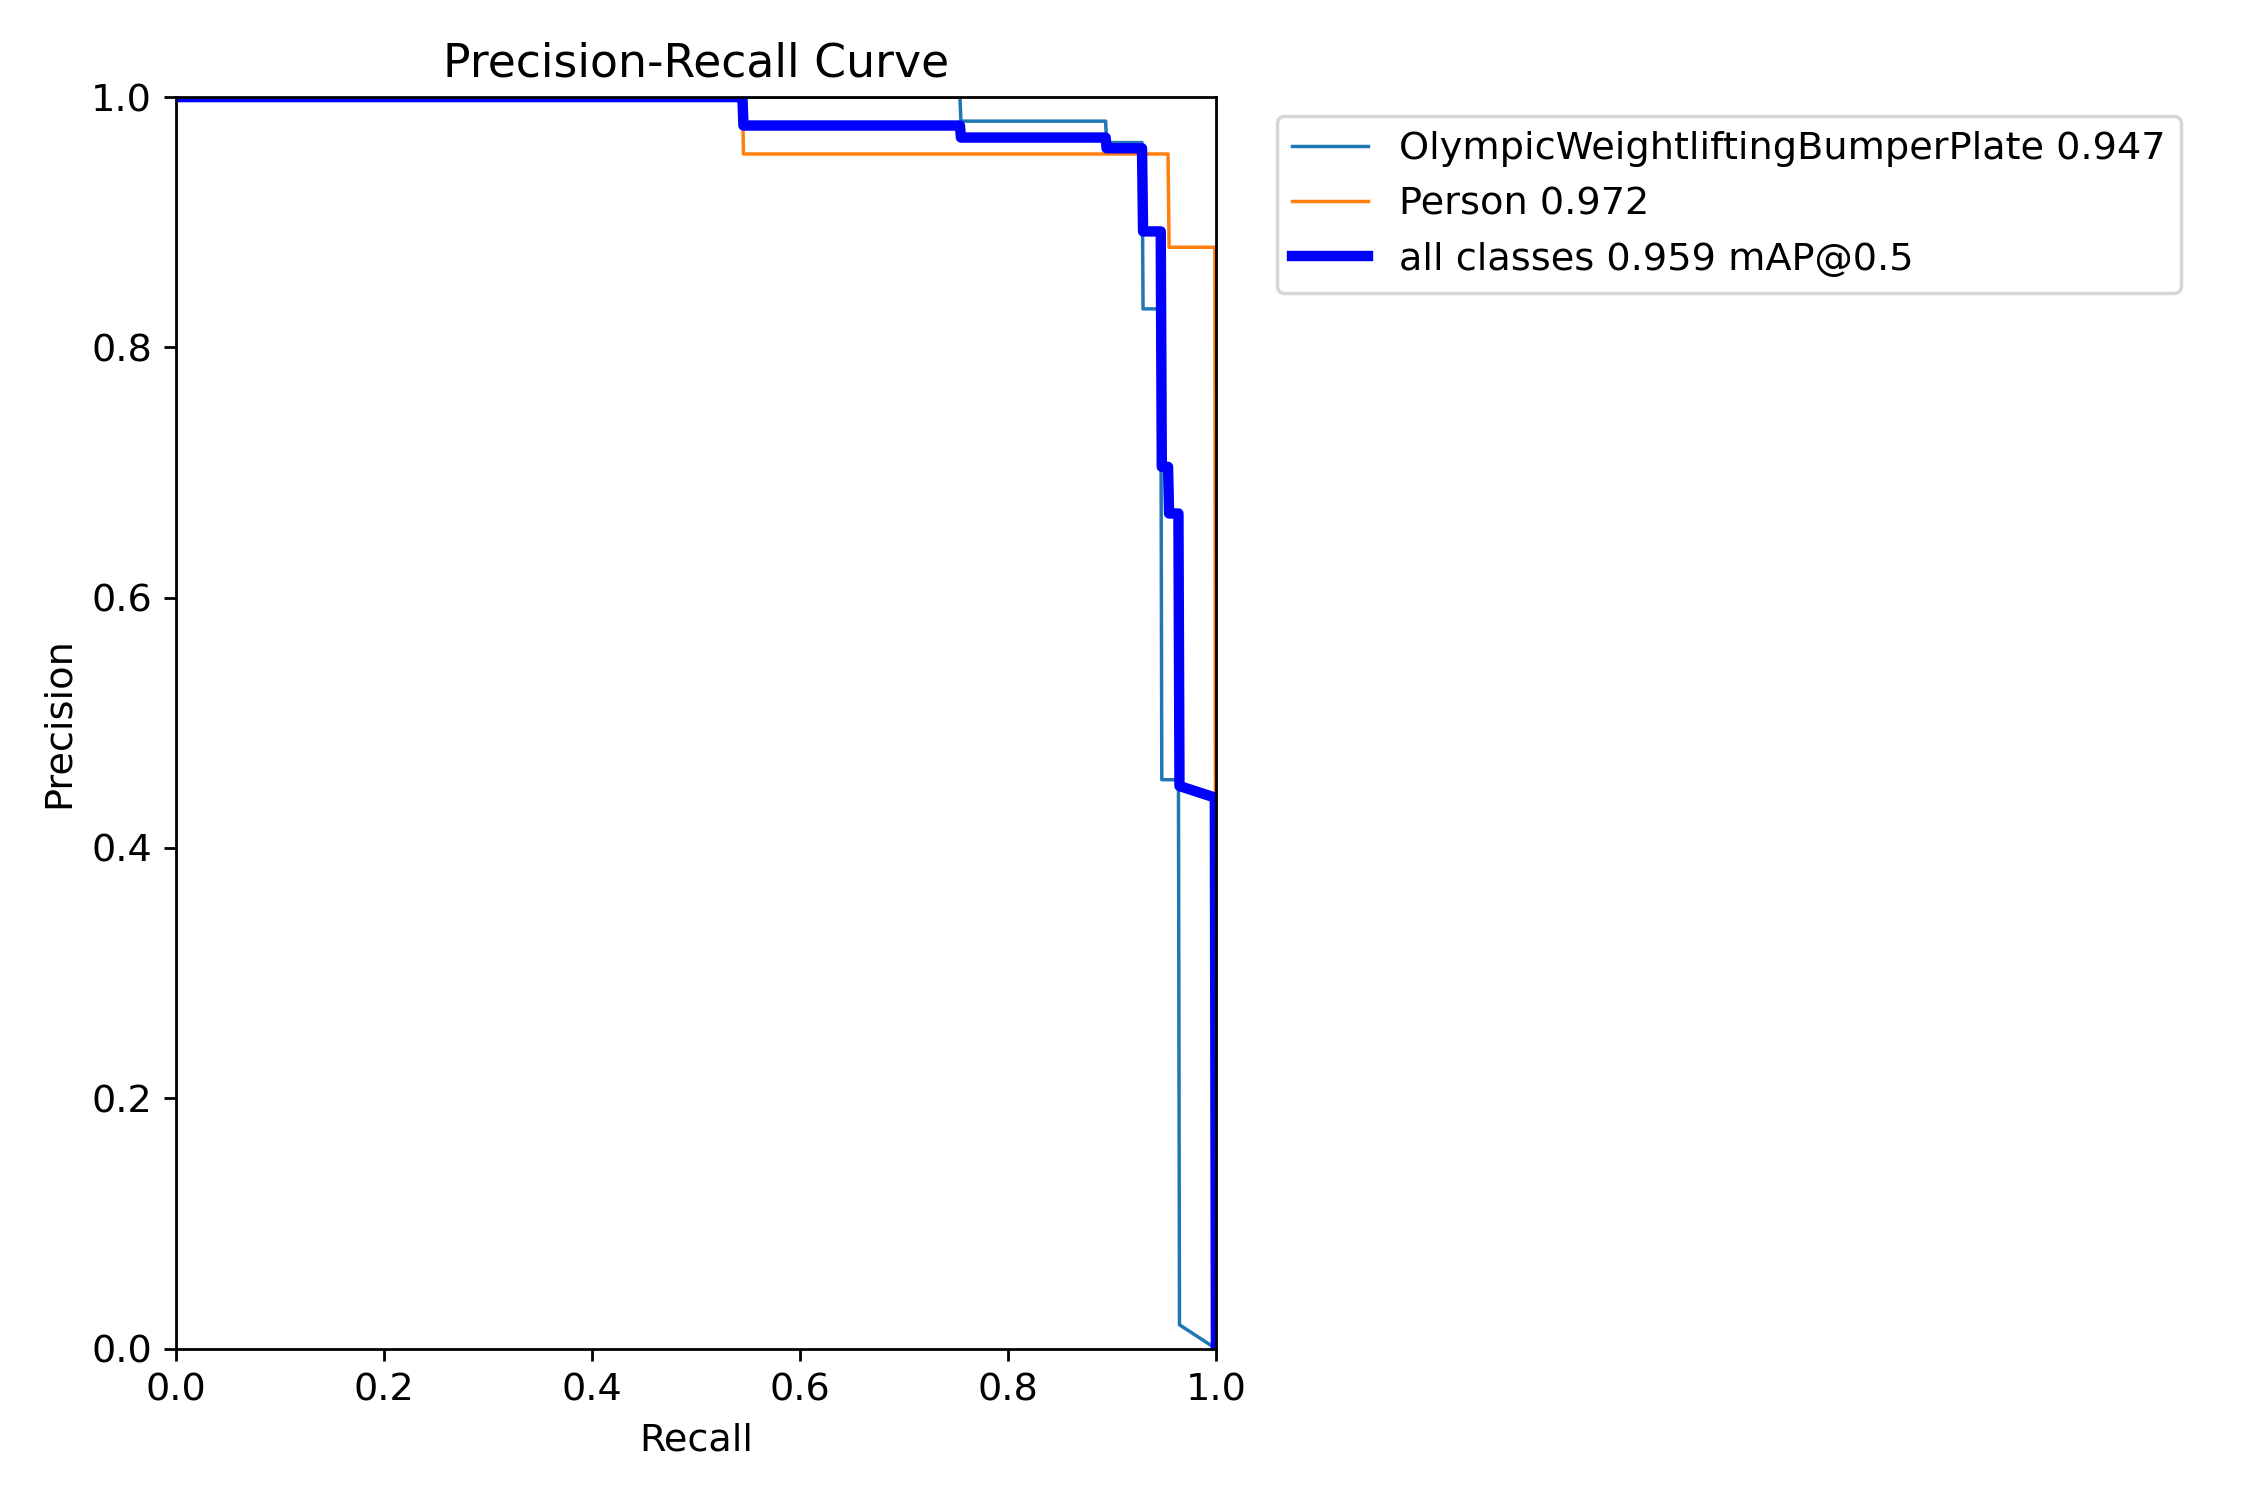 Precision-Recall Curve
1.0
0.8
0.6
0.4
0.2
0.0
Precision
0.0 0.2 0.4 0.6 0.8 1.0
Recall
OlympicWeightliftingBumperPlate 0.947
Person 0.972
all classes 0.959 mAP@0.5